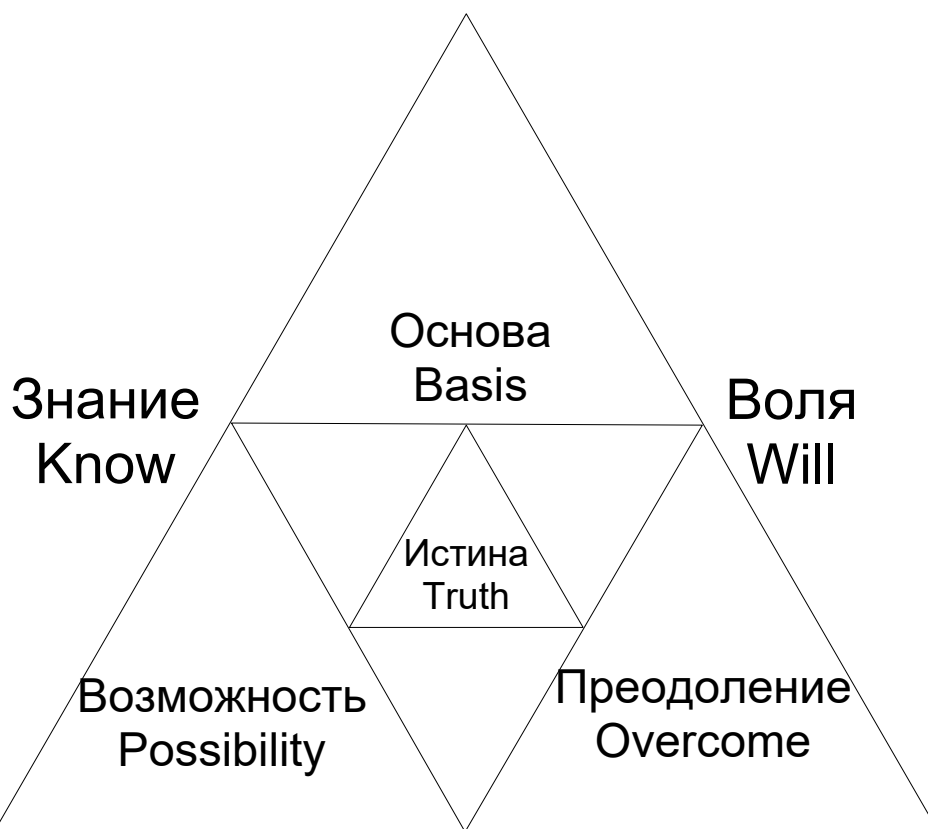 Основа
Basis
Знание
Know
Воля
Will
Истина
Truth
Возможность
Possibility
Преодоление
Overcome